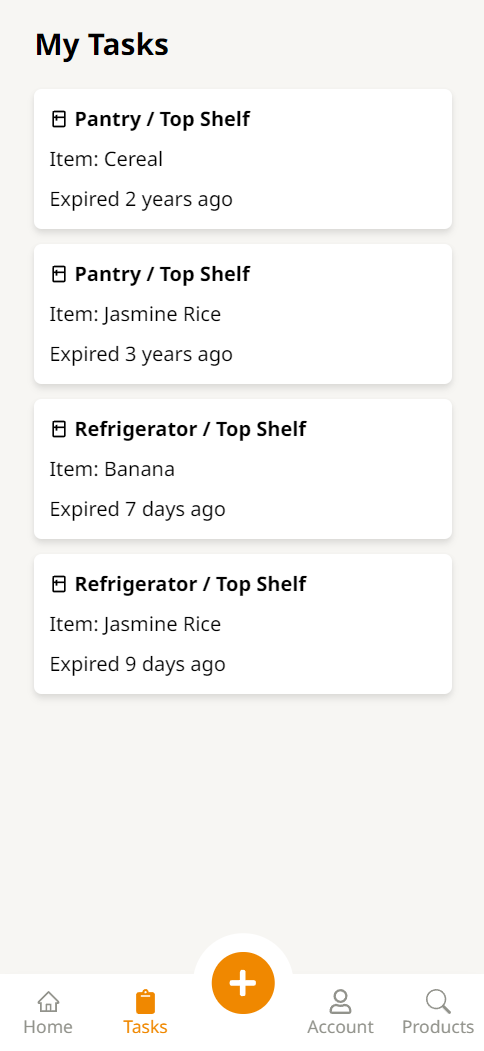 My Tasks
Pantry / Top Shelf
Item: Cereal
Expired 2 years ago
Pantry / Top Shelf
Item: Jasmine Rice
Expired 3 years ago
Refrigerator / Top Shelf
Item: Banana
Expired 7 days ago
Refrigerator / Top Shelf
Item: Jasmine Rice
Expired 9 days ago
Home
Tasks
Account
Products